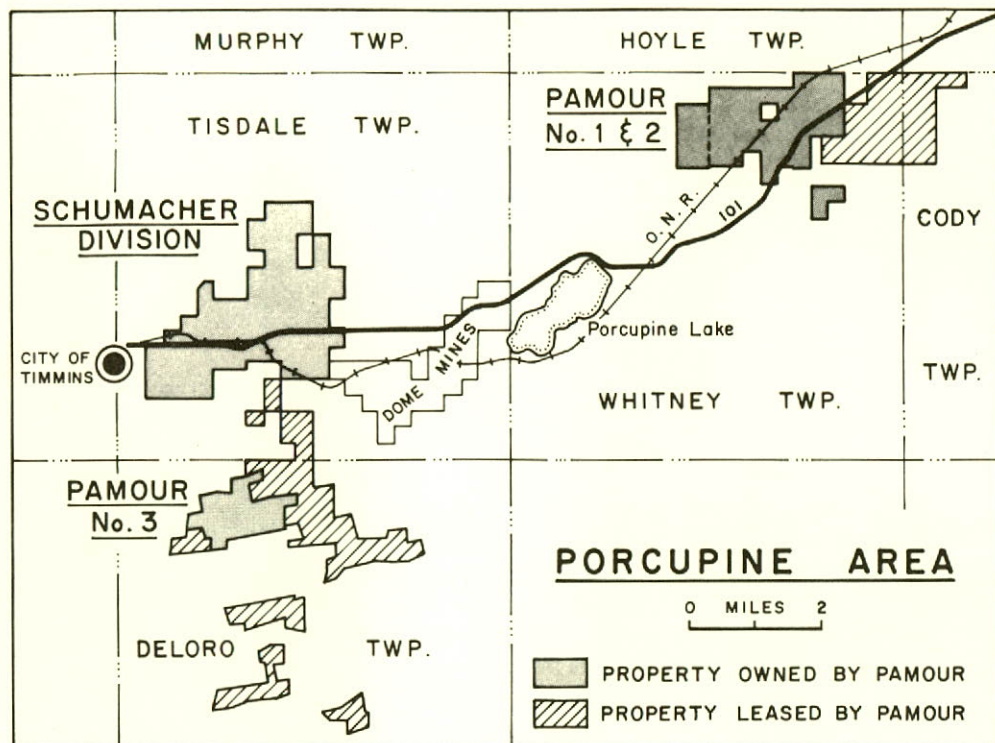 MURPHY TWP.
HOYLE TWP.
TISDALE TWP.
PAMOUR
No. 1 & 2
SCHUMACHER
DIVISION
CODY
O. N. R.
101
CITY OF
TIMMINS
DOME MINES
Porcupine Lake
WHITNEY TWP.
TWP.
PAMOUR
No. 3
PORCUPINE AREA
0 MILES 2
DELORO TWP.
PROPERTY OWNED BY PAMOUR
PROPERTY LEASED BY PAMOUR